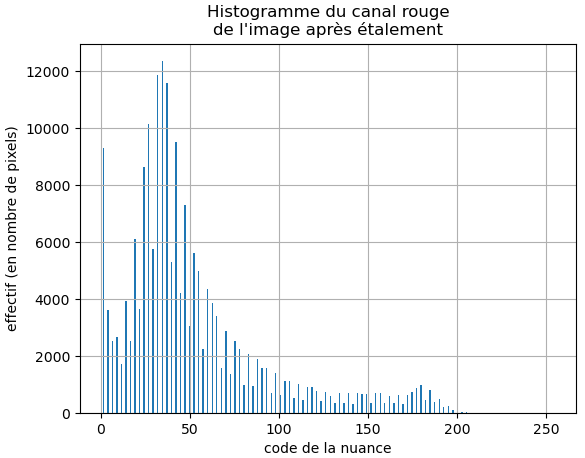 Histogramme du canal rouge
de l'image après étalement
12000
10000
8000
6000
4000
2000
0
effectif (en nombre de pixels)
0 50 100 150 200 250
code de la nuance